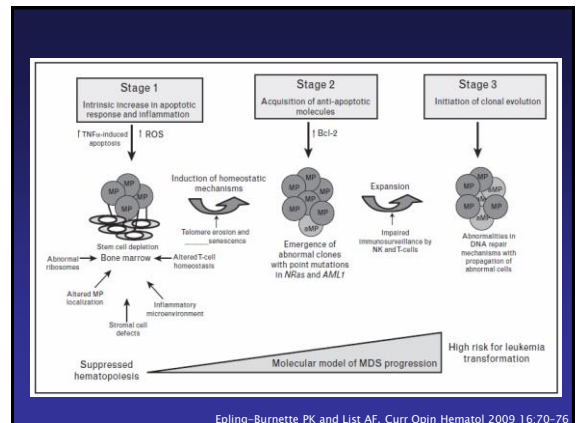 Stage 1
Intrinsic increase in apoptotic
response and inflammation
Stage 2
Acquisition of anti-apoptotic
molecules
Stage 3
Initiation of clonal evolution
↑ TNFα-induced
apoptosis
↑ ROS
↑ Bcl-2
MP
MP
MP
MP
MP
Induction of homeostatic
mechanisms
Telomere erosion and
______senescence
MP
MP
MP
MP
MP
MP
aMP
Expansion
Impaired
immunosurveillance by
NK and T-cells
MP
MP
aMP
MP
MP
aMP
Stem cell depletion
Bone marrow
Abnormal
ribosomes
Altered T-cell
homeostasis
Altered MP
localization
Inflammatory
microenvironment
Stromal cell
defects
Emergence of
abnormal clones
with point mutations
in NRas and AML1
Abnormalities in
DNA repair
mechanisms with
propagation of
abnormal cells
Suppressed
hematopoiesis
Molecular model of MDS progression
High risk for leukemia
transformation
Epling-Burnette PK and List AF. Curr Opin Hematol 2009 16:70-76